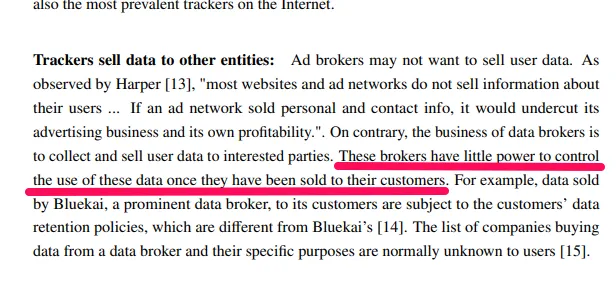 also the most prevalent trackers on the Internet.
Trackers sell data to other entities: Ad brokers may not want to sell user data. As
observed by Harper [13], "most websites and ad networks do not sell information about
their users ... If an ad network sold personal and contact info, it would undercut its
advertising business and its own profitability.". On contrary, the business of data brokers is
to collect and sell user data to interested parties. These brokers have little power to control
the use of these data once they have been sold to their customers. For example, data sold
by Bluekai, a prominent data broker, to its customers are subject to the customers' data
retention policies, which are different from Bluekai's [14]. The list of companies buying
data from a data broker and their specific purposes are normally unknown to users [15].